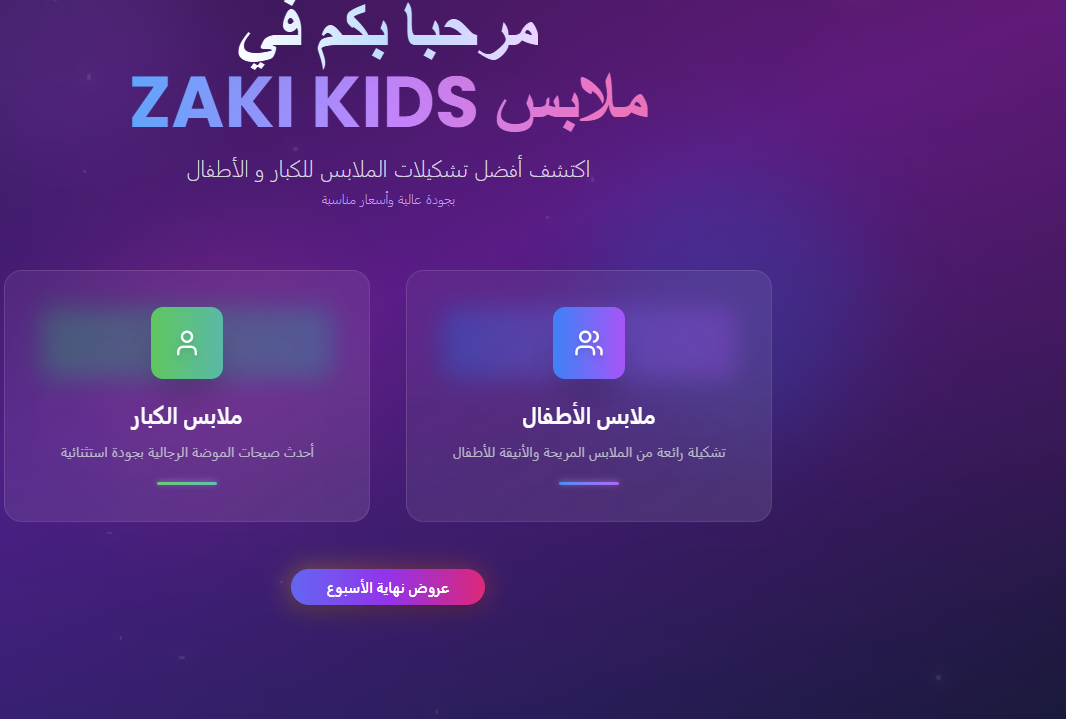 مرحبا بكم في
ملابس ZAKI KIDS
اكتشف أفضل تشكيلات الملابس للكبار و الأطفال
بجودة عالية وأسعار مناسبة
ملابس الأطفال
تشكيلة رائعة من الملابس المريحة والأنيقة للأطفال
ملابس الكبار
أحدث صيحات الموضة الرجالية بجودة استثنائية
عروض نهاية الأسبوع